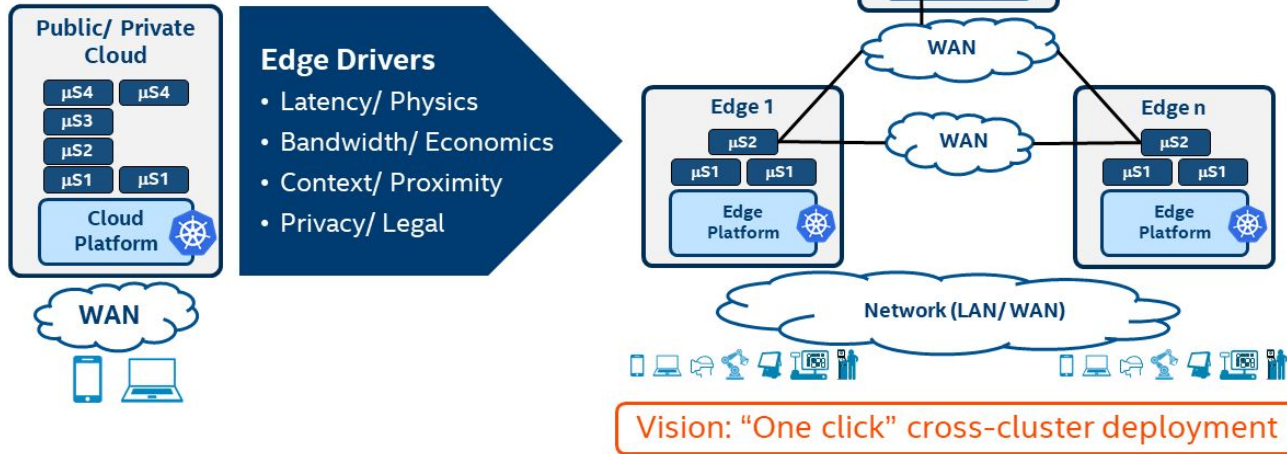 Public/ Private
Cloud
µS4 µS4
µS3
µS2
µS1 µS1
Cloud
Platform
WAN
Edge Drivers
• Latency/ Physics
• Bandwidth/ Economics
• Context/ Proximity
• Privacy/ Legal
WAN
Edge 1
µS2
µS1 µS1
Edge
Platform
WAN
Edge n
µS2
µS1 µS1
Edge
Platform
Network (LAN/ WAN)
Vision: “One click” cross-cluster deployment